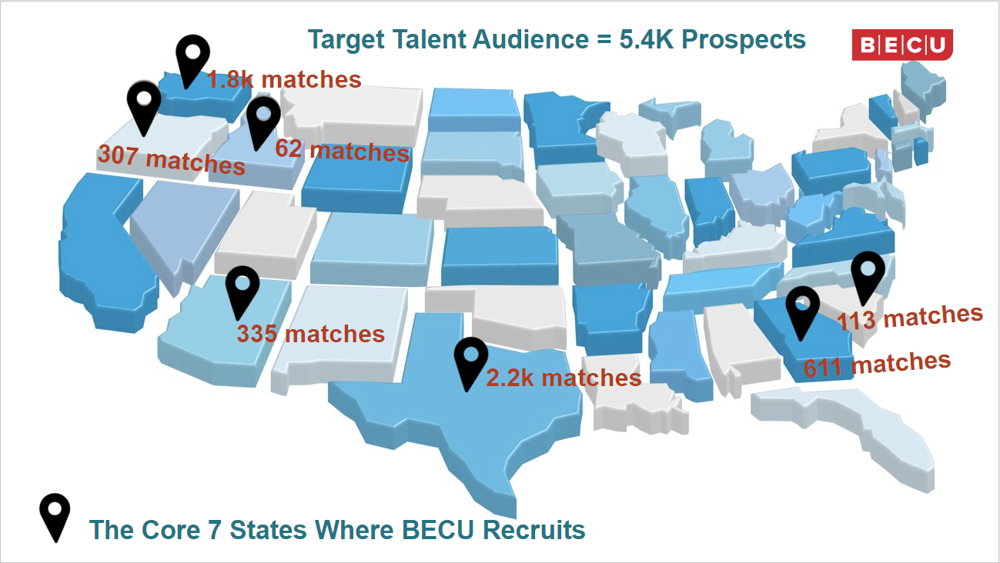 Target Talent Audience = 5.4K Prospects
B|E|C|U
1.8k matches
307 matches
62 matches
335 matches
2.2k matches
113 matches
611 matches
The Core 7 States Where BECU Recruits